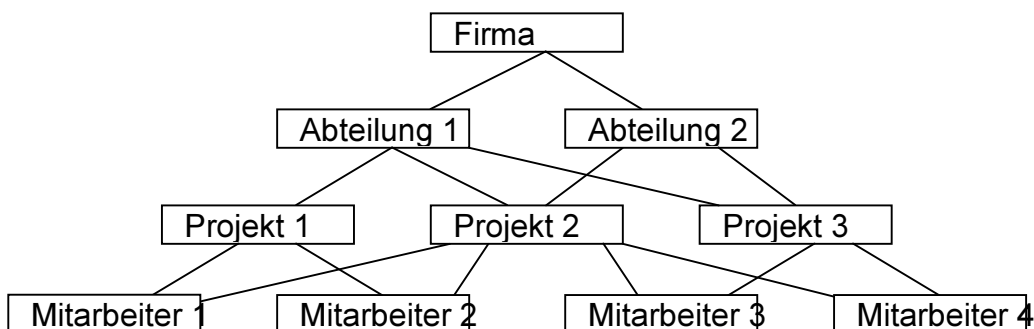 Firma
Abteilung 1
Abteilung 2
Projekt 1
Projekt 2
Projekt 3
Mitarbeiter 1
Mitarbeiter 2
Mitarbeiter 3
Mitarbeiter 4